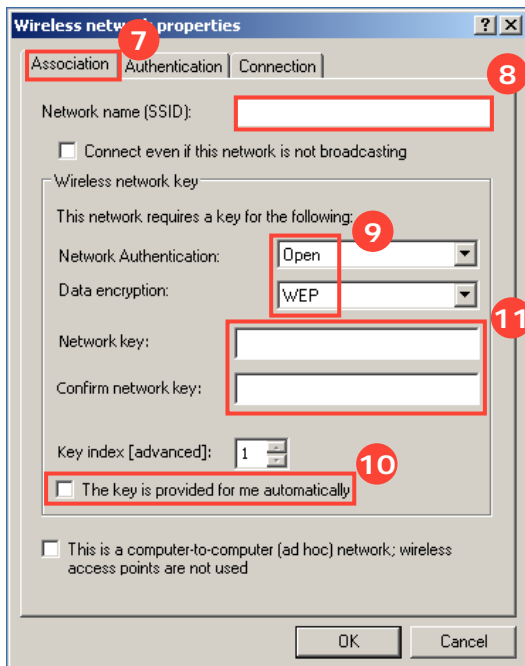 Wireless network properties
7
Association Authentication Connection
8
Network name (SSID):
Connect even if this network is not broadcasting
Wireless network key
This network requires a key for the following:
9
Network Authentication: Open
Data encryption: WEP
11
Network key:
Confirm network key:
Key index [advanced]: 1
10
The key is provided for me automatically
This is a computer-to-computer (ad hoc) network; wireless
access points are not used
OK Cancel